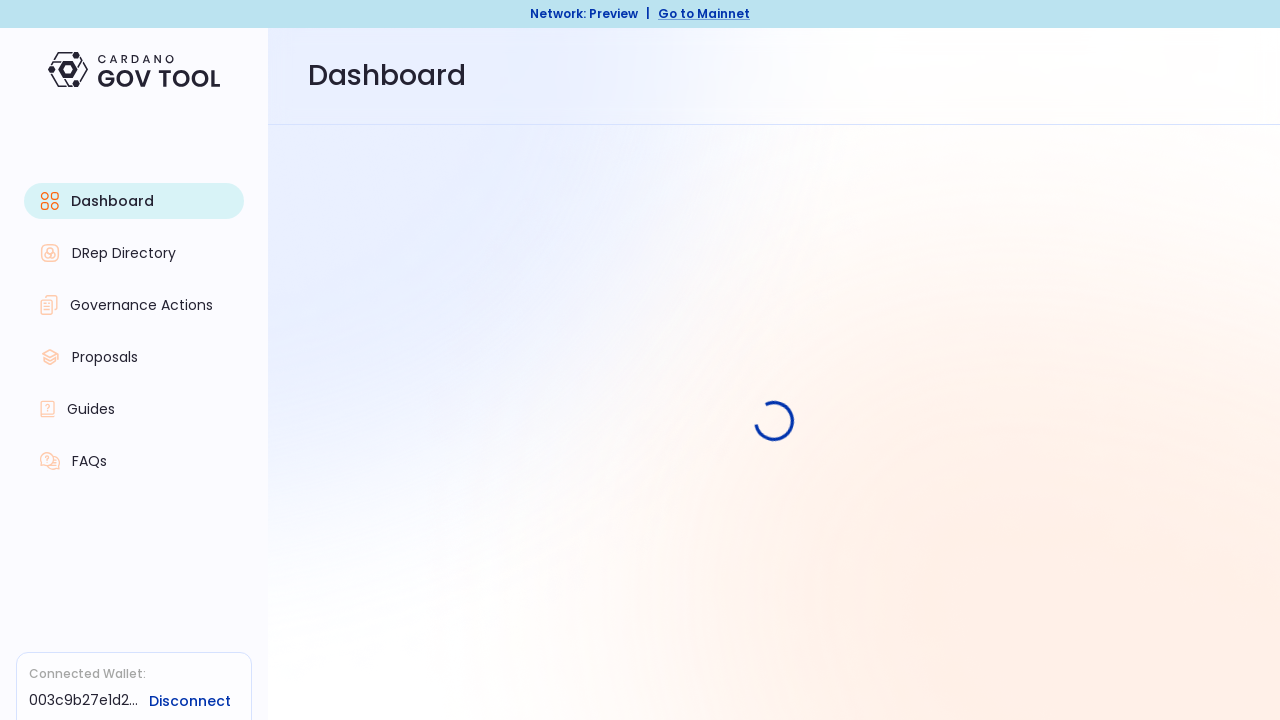 Network: Preview | Go to Mainnet
CARDANO
GOV TOOL
Dashboard
Dashboard
DRep Directory
Governance Actions
Proposals
Guides
FAQs
Connected Wallet:
003c9b27e1d2...
Disconnect